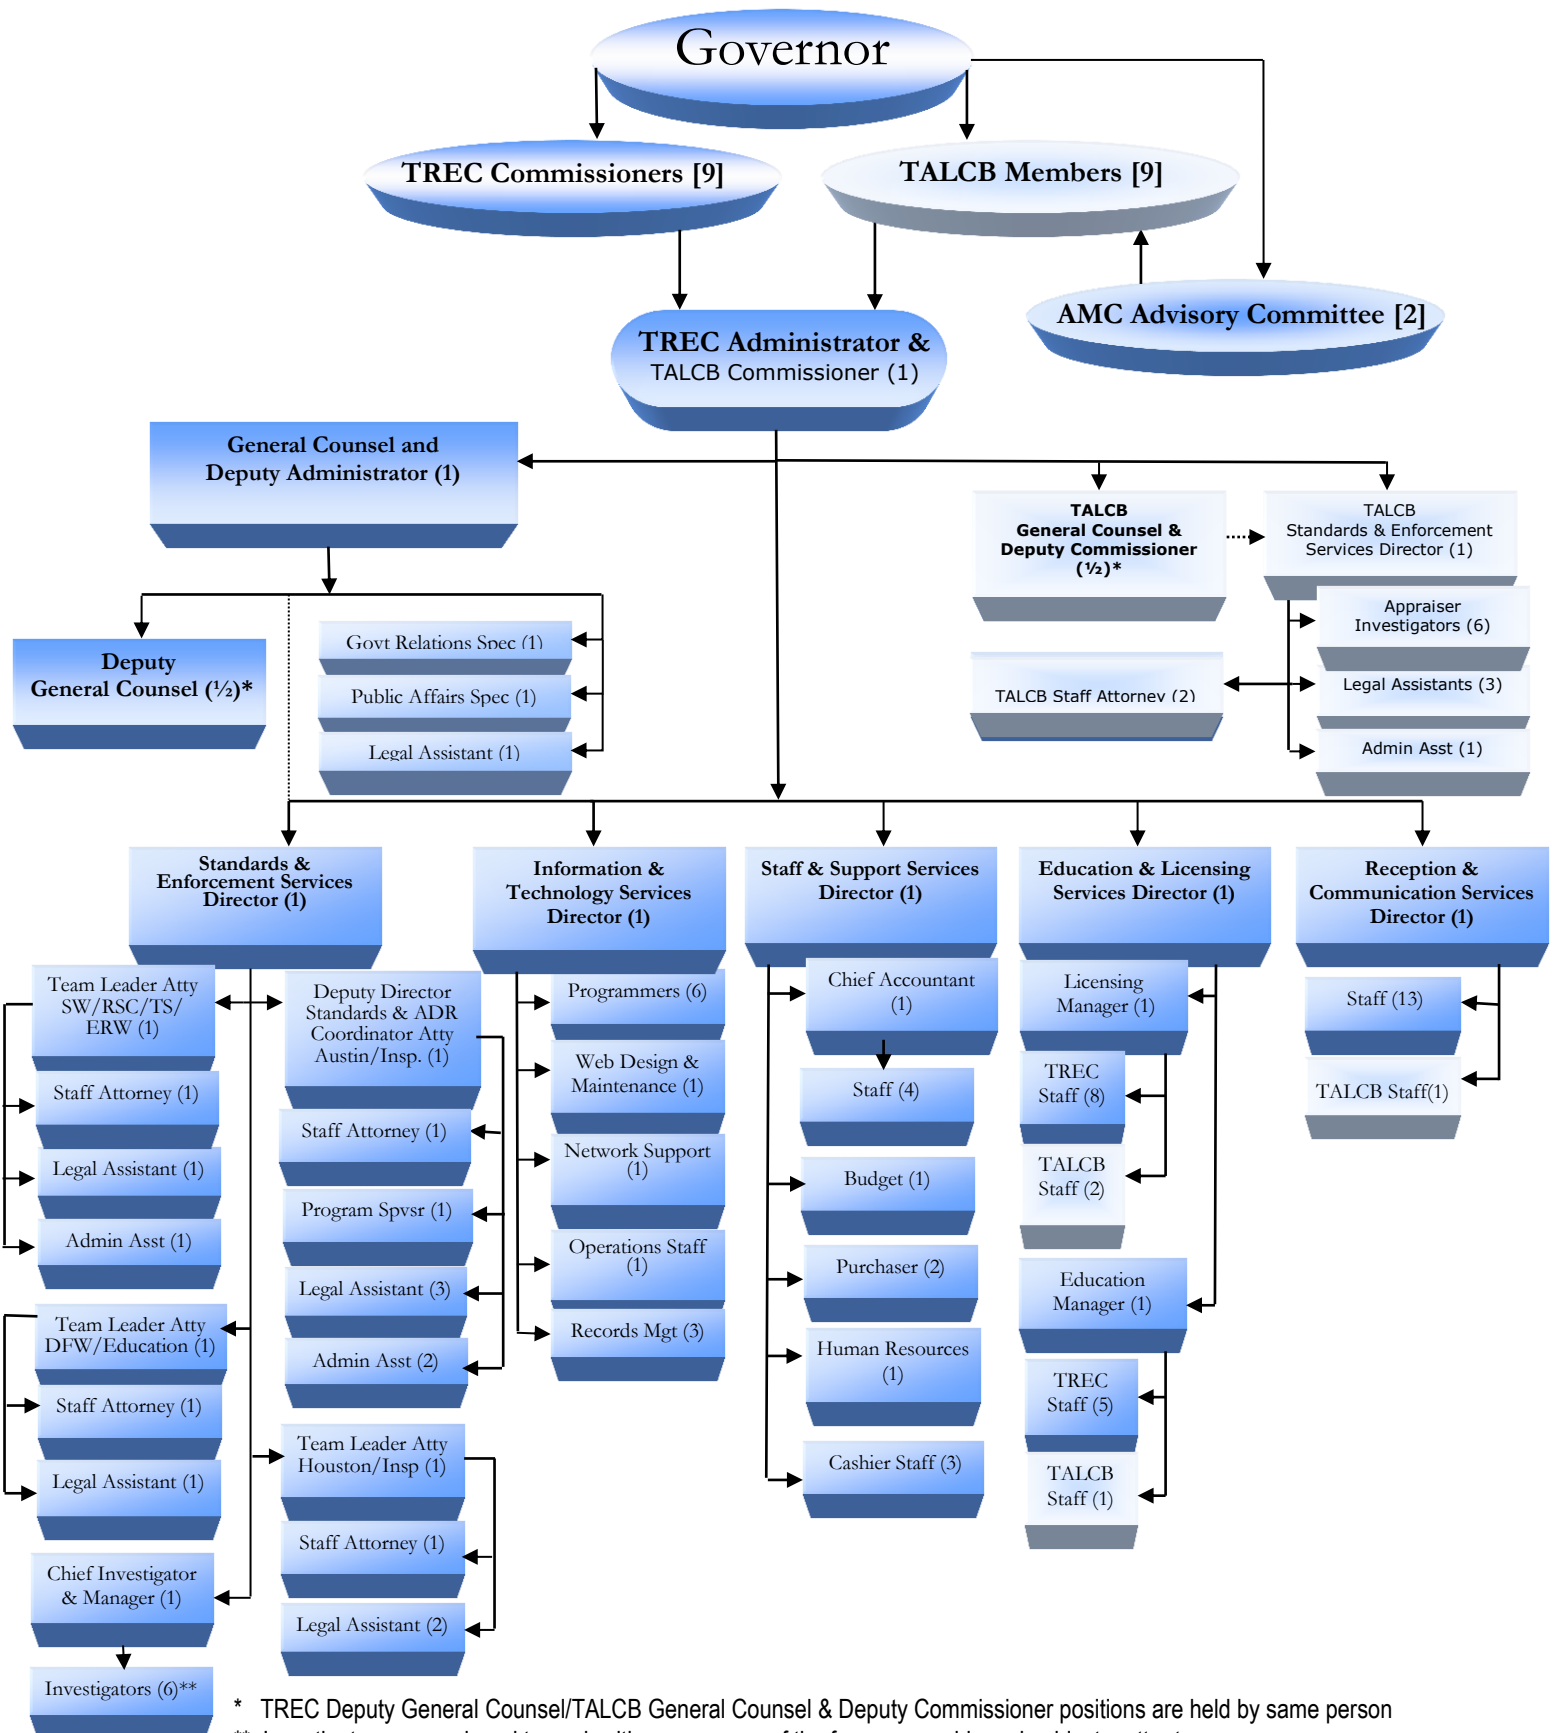 Governor
TREC Commissioners [9]
TALCB Members [9]
AMC Advisory Committee [2]
TREC Administrator &
TALCB Commissioner (1)
General Counsel and
Deputy Administrator (1)
TALCB
General Counsel &
Deputy Commissioner
(½)*
TALCB
Standards & Enforcement
Services Director (1)
Appraiser
Investigators (6)
Legal Assistants (3)
Admin Asst (1)
TALCB Staff Attorney (2)
Deputy
General Counsel (½)*
Govt Relations Spec (1)
Public Affairs Spec (1)
Legal Assistant (1)
Standards &
Enforcement Services
Director (1)
Information &
Technology Services
Director (1)
Staff & Support Services
Director (1)
Education & Licensing
Services Director (1)
Reception &
Communication Services
Director (1)
Team Leader Atty
SW/RSC/TS/
ERW (1)
Staff Attorney (1)
Legal Assistant (1)
Admin Asst (1)
Team Leader Atty
DFW/Education (1)
Staff Attorney (1)
Legal Assistant (1)
Chief Investigator
& Manager (1)
Investigators (6)**
Deputy Director
Standards & ADR
Coordinator Atty
Austin/Insp. (1)
Staff Attorney (1)
Program Spvsr (1)
Legal Assistant (3)
Admin Asst (2)
Team Leader Atty
Houston/Insp (1)
Staff Attorney (1)
Legal Assistant (2)
Programmers (6)
Web Design &
Maintenance (1)
Network Support
(1)
Operations Staff
(1)
Records Mgt (3)
Chief Accountant
(1)
Staff (4)
Budget (1)
Purchaser (2)
Human Resources
(1)
Cashier Staff (3)
Licensing
Manager (1)
TREC
Staff (8)
TALCB
Staff (2)
Education
Manager (1)
TREC
Staff (5)
TALCB
Staff (1)
Staff (13)
TALCB Staff(1)
* TREC Deputy General Counsel/TALCB General Counsel & Deputy Commissioner positions are held by same person